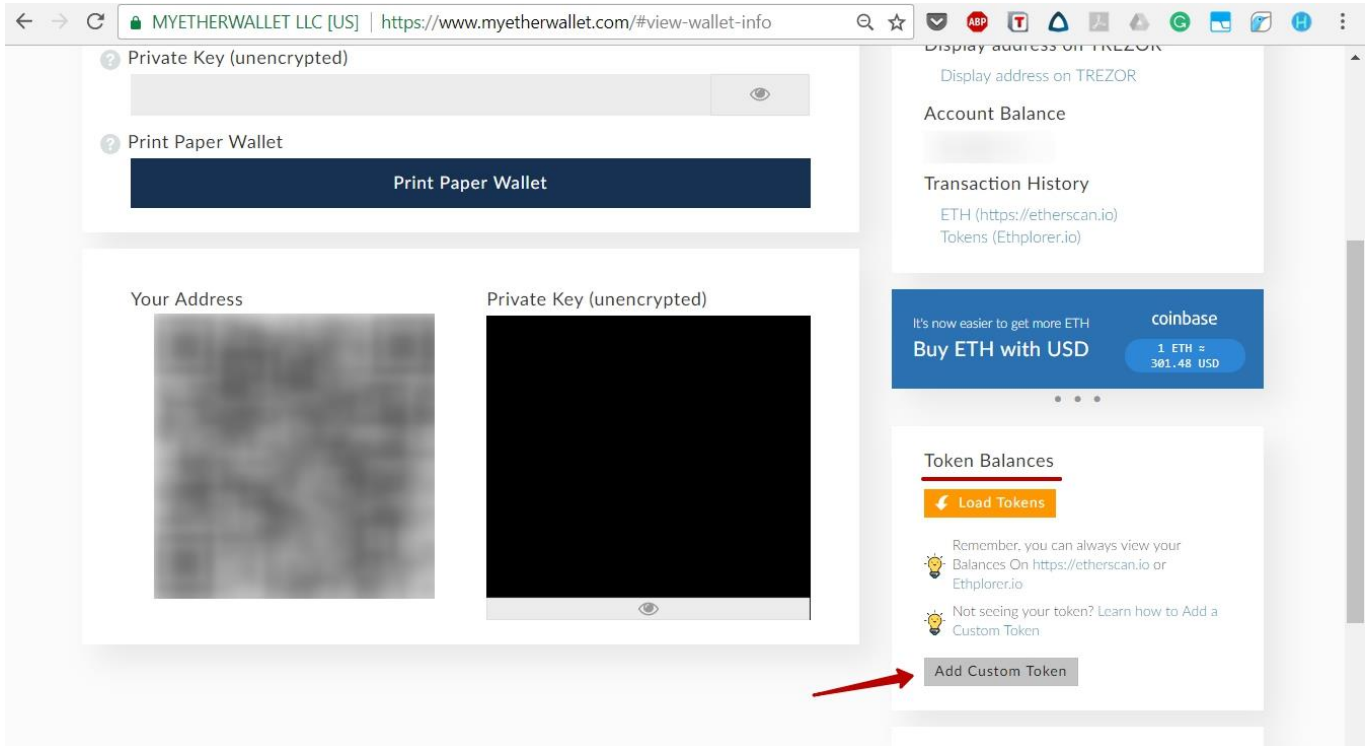 MYETHERWALLET LLC [US] | https://www.myetherwallet.com/#view-wallet-info
Private Key (unencrypted)
Print Paper Wallet
Print Paper Wallet
Your Address
Private Key (unencrypted)
Display address on TREZOR
Display address on TREZOR
Account Balance
Transaction History
ETH (https://etherscan.io)
Tokens (Ethplorer.io)
It's now easier to get more ETH
Buy ETH with USD
coinbase
1 ETH ≈
301.48 USD
Token Balances
Load Tokens
Remember, you can always view your
Balances On https://etherscan.io or
Ethplorer.io
Not seeing your token? Learn how to Add a
Custom Token
Add Custom Token